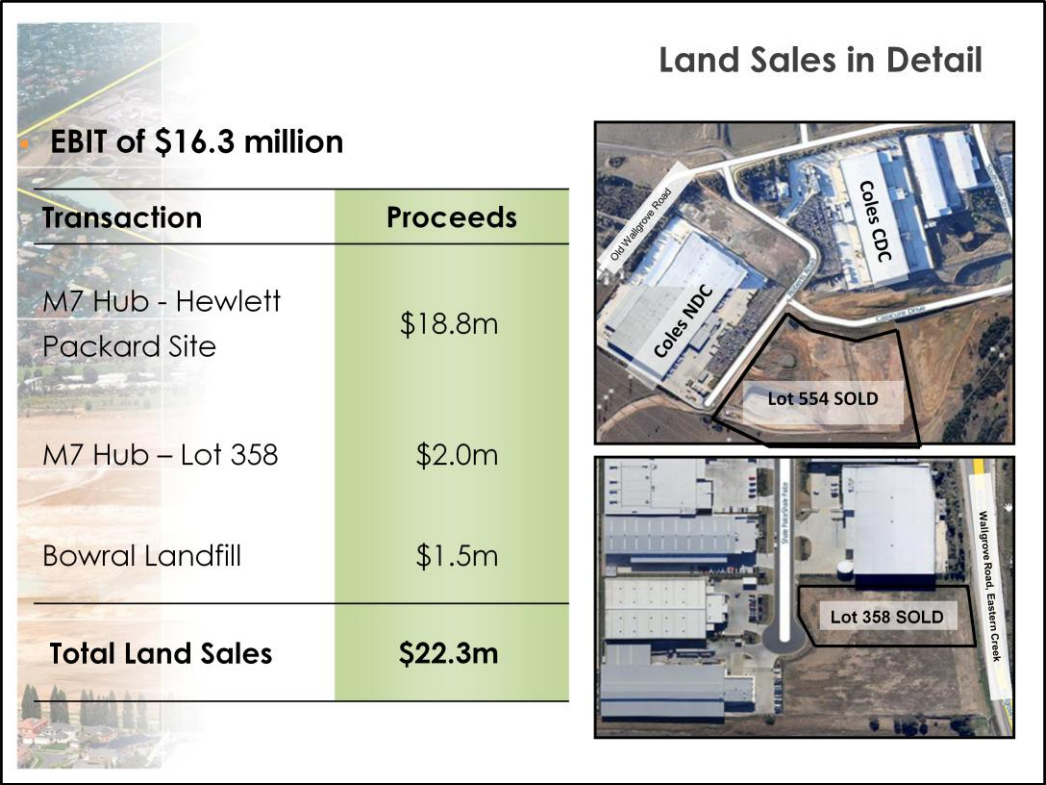 Land Sales in Detail
EBIT of $16.3 million
Transaction Proceeds
M7 Hub - Hewlett
Packard Site
$18.8m
M7 Hub – Lot 358 $2.0m
Bowral Landfill $1.5m
Total Land Sales $22.3m
Old Wallgrove Road
Coles CDC
Coles NDC
Drive
Lot 554 SOLD
Lot 358 SOLD
Wallgrove Road, Eastern Creek